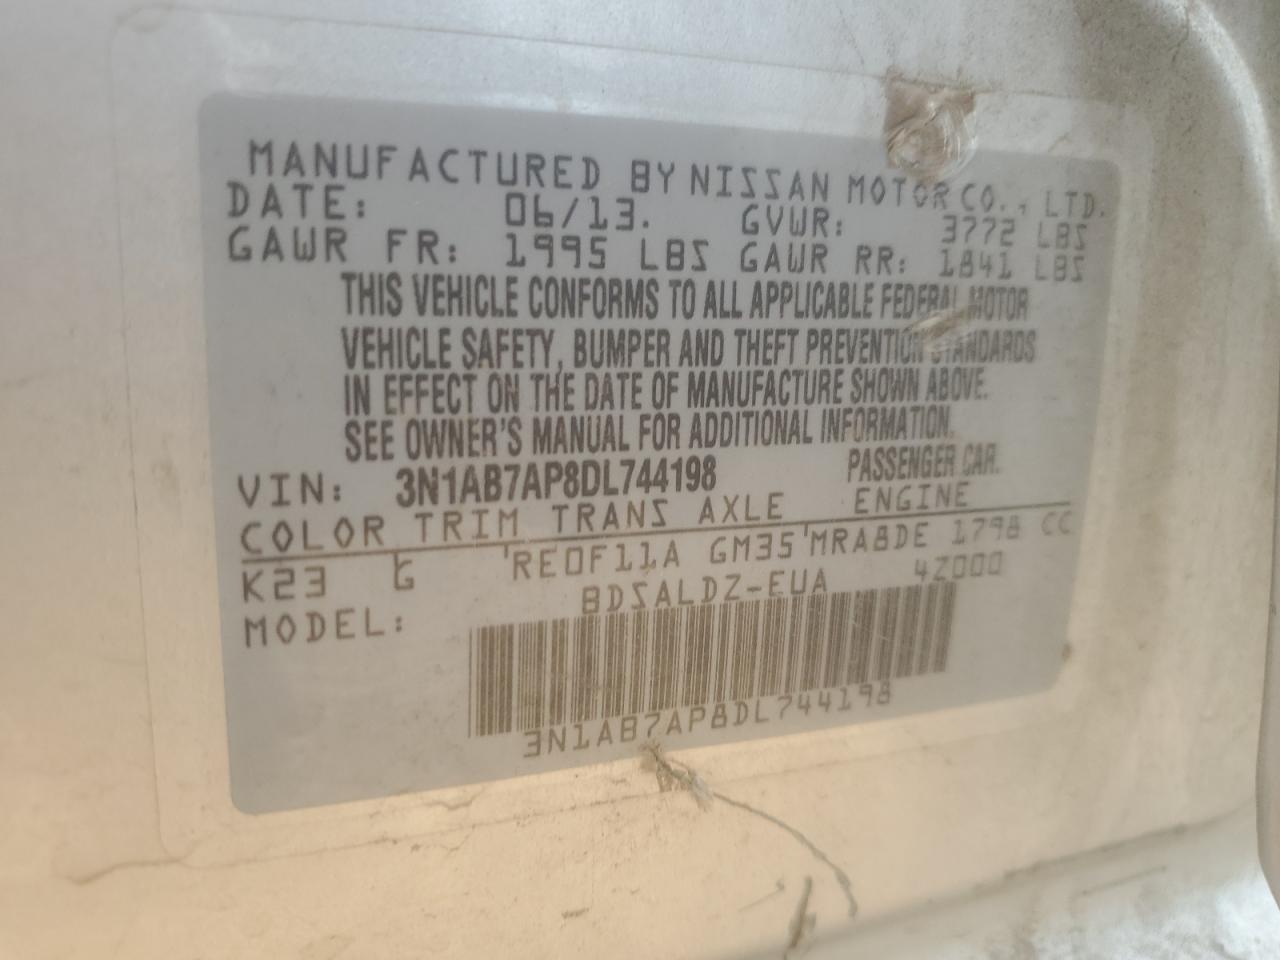 MANUFACTURED BY NISSAN MOTOR CO., LTD.
DATE: 06/13. GVWR: 3772 LBS
GAWR FR: 1995 LBS GAWR RR: 1841 LBS
THIS VEHICLE CONFORMS TO ALL APPLICABLE FEDERAL MOTOR
VEHICLE SAFETY, BUMPER AND THEFT PREVENTION STANDARDS
IN EFFECT ON THE DATE OF MANUFACTURE SHOWN ABOVE.
SEE OWNER'S MANUAL FOR ADDITIONAL INFORMATION.
VIN: 3N1AB7AP8DL744198 PASSENGER CAR.
COLOR TRIM TRANS AXLE ENGINE
K23 G RE0F11A GM35 MRA8DE 1798 CC
MODEL: BDSALDZ-EUA 4Z000
3N1AB7AP8DL744198